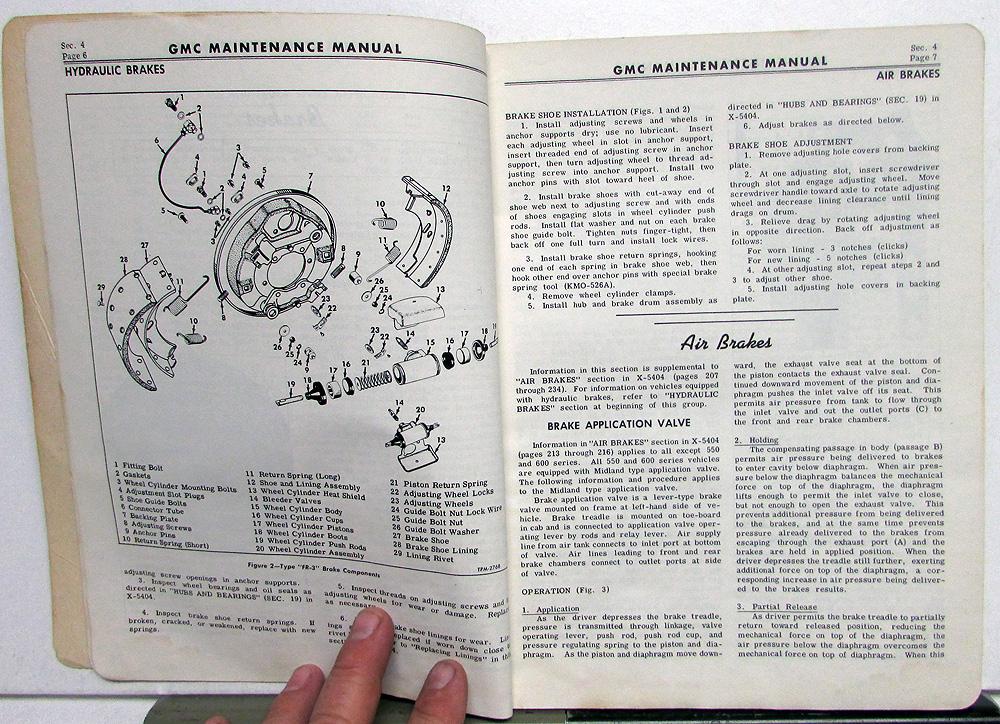 Sec. 4
Page 6
GMC MAINTENANCE MANUAL
HYDRAULIC BRAKES
1 Fitting Bolt
2 Gaskets
3 Wheel Cylinder Mounting Bolts
4 Adjustment Slot Plugs
5 Shoe Guide Bolts
6 Connector Tube
7 Backing Plate
8 Adjusting Screws
9 Anchor Pins
10 Return Spring (Short)
11 Return Spring (Long)
12 Shoe and Lining Assembly
13 Wheel Cylinder Heat Shield
14 Bleeder Valves
15 Wheel Cylinder Body
16 Wheel Cylinder Cups
17 Wheel Cylinder Pistons
18 Wheel Cylinder Boots
19 Wheel Cylinder Push Rods
20 Wheel Cylinder Assembly
21 Piston Return Spring
22 Adjusting Wheel Locks
23 Adjusting Wheels
24 Guide Bolt Nut Lock Wire
25 Guide Bolt Nut
26 Guide Bolt Washer
27 Brake Shoe
28 Brake Shoe Lining
29 Lining Rivet
TPM-2768
Figure 2—Type "FR-3" Brake Components
adjusting screw openings in anchor supports.
3. Inspect wheel bearings and oil seals as
directed in "HUBS AND BEARINGS" (SEC. 19) in
X-5404.
4. Inspect brake shoe return springs. If
broken, cracked, or weakened, replace with new
springs.
5. Inspect threads on adjusting screws and
adjusting wheels for wear or damage.
as necessary.
6.
ke shoe linings for wear.
ings
rivet
placed if worn down close
sect
to "Replacing Linings" in
Sec. 4
Page 7
GMC MAINTENANCE MANUAL
AIR BRAKES
BRAKE SHOE INSTALLATION (Figs. 1 and 2)
1. Install adjusting screws and wheels in
anchor supports dry; use no lubricant. Insert
each adjusting wheel in slot in anchor support,
insert threaded end of adjusting screw in anchor
support, then turn adjusting wheel to thread ad-
justing screw into anchor support. Install two
anchor pins with slot toward heel of shoe.
2. Install brake shoes with cut-away end of
shoe web next to adjusting screw and with ends
of shoes engaging slots in wheel cylinder push
rods. Install flat washer and nut on each brake
shoe guide bolt. Tighten nuts finger-tight, then
back off one full turn and install lock wires.
3. Install brake shoe return springs, hooking
one end of each spring in brake shoe web, then
hook other end over anchor pins with special brake
spring tool (KMO-526A).
4. Remove wheel cylinder clamps.
5. Install hub and brake drum assembly as
directed in "HUBS AND BEARINGS" (SEC. 19) in
X-5404.
6. Adjust brakes as directed below.
BRAKE SHOE ADJUSTMENT
1. Remove adjusting hole covers from backing
plate.
2. At one adjusting slot, insert screwdriver
through slot and engage adjusting wheel. Move
screwdriver handle toward axle to rotate adjusting
wheel and decrease lining clearance until lining
drags on drum.
3. Relieve drag by rotating adjusting wheel
in opposite direction. Back off adjustment as
follows:
For worn lining - 3 notches (clicks)
For new lining - 5 notches (clicks)
4. At other adjusting slot, repeat steps 2 and
3 to adjust other shoe.
5. Install adjusting hole covers in backing
plate.
Air Brakes
Information in this section is supplemental to
"AIR BRAKES" section in X-5404 (pages 207
through 234). For information on vehicles equipped
with hydraulic brakes, refer to "HYDRAULIC
BRAKES" section at beginning of this group.
BRAKE APPLICATION VALVE
Information in "AIR BRAKES" section in X-5404
(pages 213 through 216) applies to all except 550
and 600 series. All 550 and 600 series vehicles
are equipped with Midland type application valve.
The following information and procedure applies
to the Midland type application valve.
Brake application valve is a lever-type brake
valve mounted on frame at left-hand side of ve-
hicle. Brake treadle is mounted on toe-board
in cab and is connected to application valve oper-
ating lever by rods and relay lever. Air supply
line from air tank connects to inlet port at bottom
of valve. Air lines leading to front and rear
brake chambers connect to outlet ports at side
of valve.
OPERATION (Fig. 3)
1. Application
As the driver depresses the brake treadle,
pressure is transmitted through linkage, valve
operating lever, push rod, push rod cup, and
pressure regulating spring to the piston and dia-
phragm. As the piston and diaphragm move down-
ward, the exhaust valve seat at the bottom of
the piston contacts the exhaust valve seal. Con-
tinued downward movement of the piston and dia-
phragm pushes the inlet valve off its seat. This
permits air pressure from tank to flow through
the inlet valve and out the outlet ports (C) to
the front and rear brake chambers.
2. Holding
The compensating passage in body (passage B)
permits air pressure being delivered to brakes
to enter cavity below diaphragm. When air pres-
sure below the diaphragm balances the mechanical
force on top of the diaphragm, the diaphragm
lifts enough to permit the inlet valve to close,
but not enough to open the exhaust valve. This
prevents additional pressure from being delivered
to the brakes, and at the same time prevents
pressure already delivered to the brakes from
escaping through the exhaust port (A) and the
brakes are held in applied position. When the
driver depresses the treadle still further, exerting
additional force on top of the diaphragm, a cor-
responding increase in air pressure being deliver-
ed to the brakes results.
3. Partial Release
As driver permits the brake treadle to partially
return toward released position, reducing the
mechanical force on top of the diaphragm, the
air pressure below the diaphragm overcomes the
mechanical force on top of diaphragm. When this